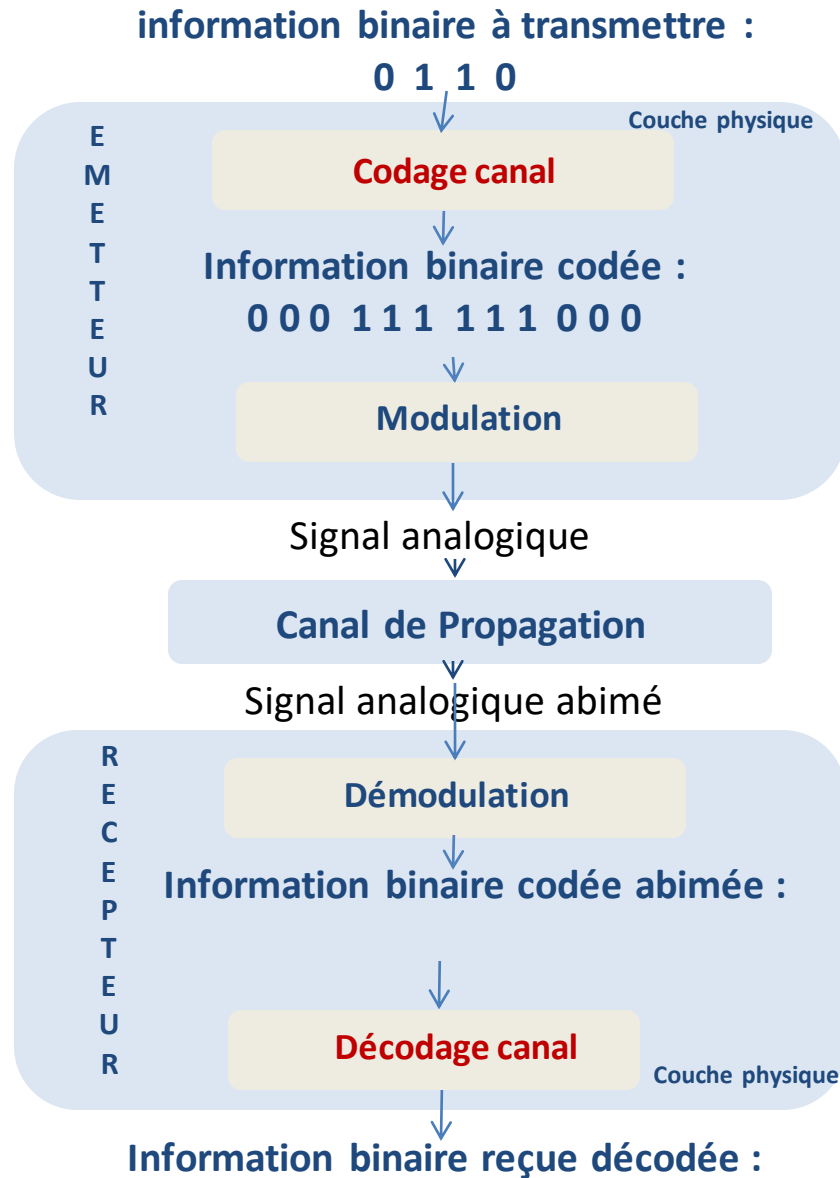 information binaire à transmettre :
0 1 1 0
Couche physique
EMETTEUR
Codage canal
Information binaire codée :
0 0 0 1 1 1 1 1 1 0 0 0
Modulation
Signal analogique
Canal de Propagation
Signal analogique abimé
RECEPTEUR
Démodulation
Information binaire codée abimée :
Décodage canal
Couche physique
Information binaire reçue décodée :